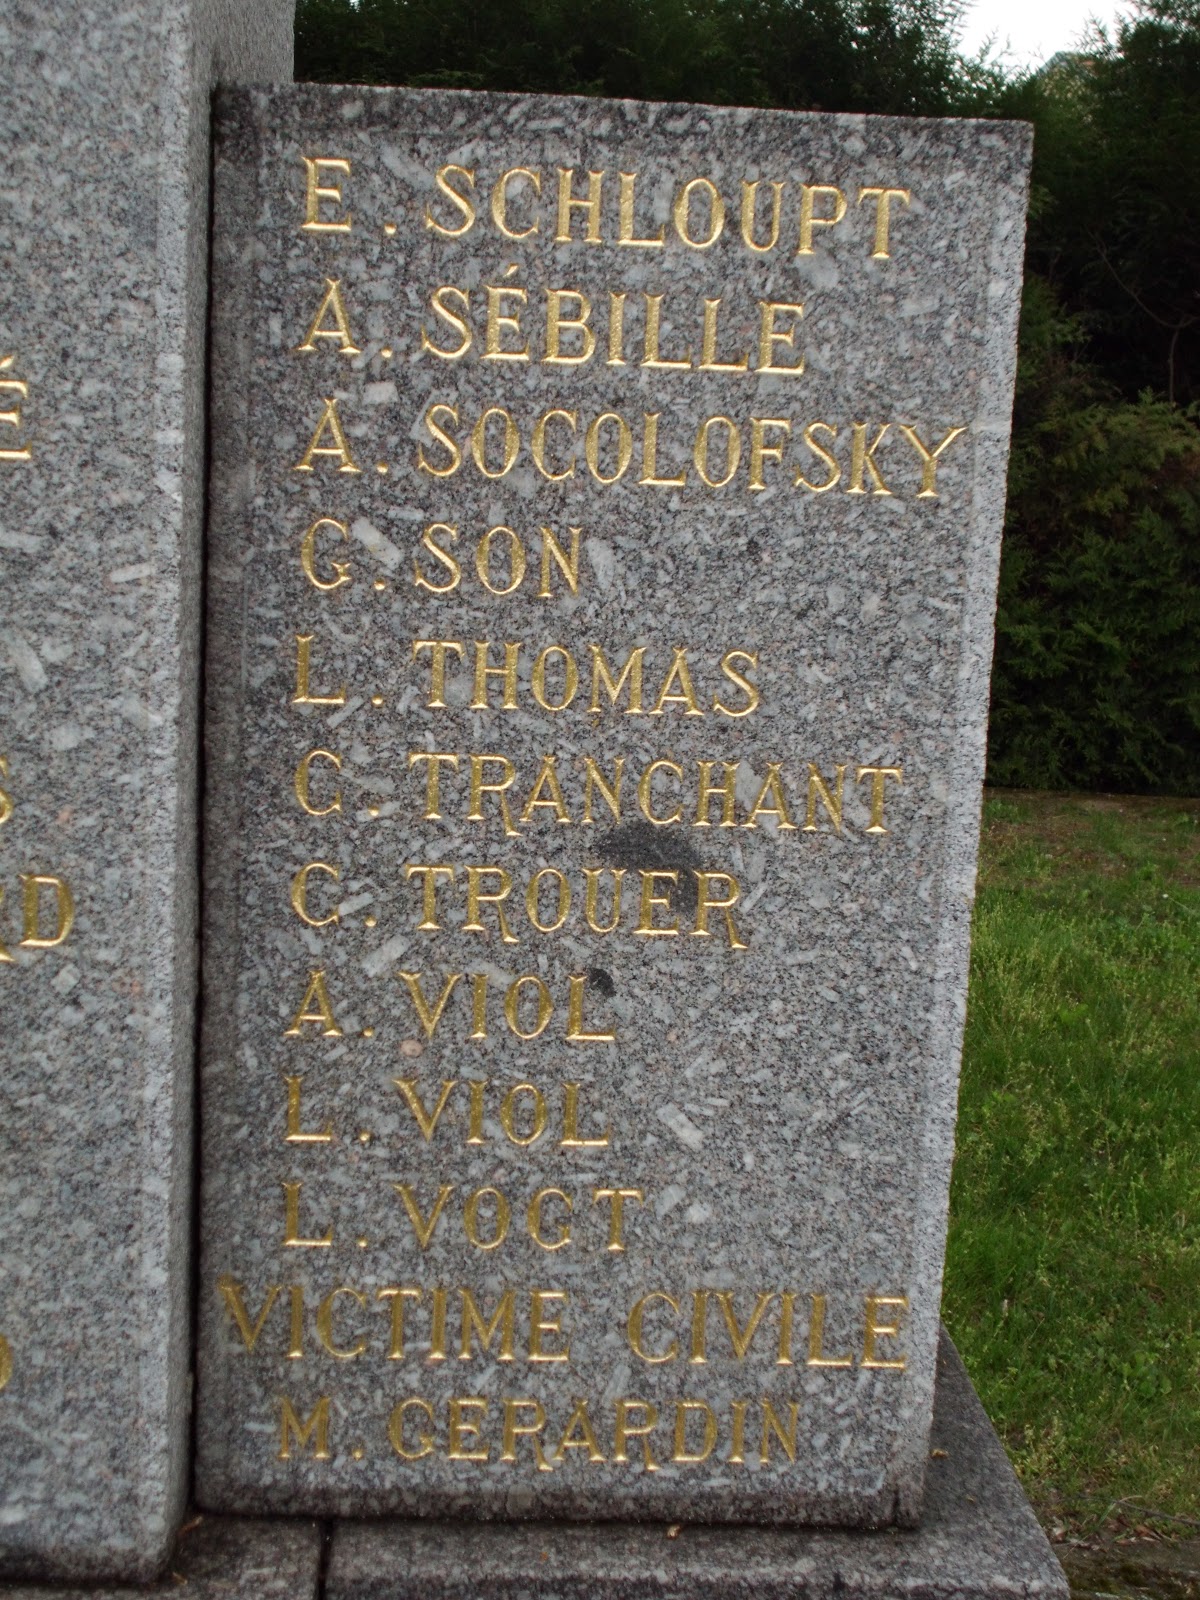 E. SCHLOUPT
A. SÉBILLE
A. SOCOLOFSKY
G. SON
L. THOMAS
C. TRANCHANT
C. TROUER
A. VIOL
L. VIOL
L. VOGT
VICTIME CIVILE
M. GERARDIN